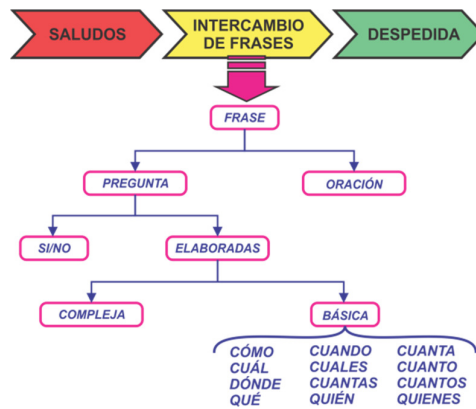 SALUDOS
INTERCAMBIO
DE FRASES
DESPEDIDA
FRASE
PREGUNTA
ORACIÓN
SI/NO
ELABORADAS
COMPLEJA
BÁSICA
CÓMO CUANDO CUANTA
CUÁL CUALES CUANTO
DÓNDE CUANTAS CUANTOS
QUÉ QUIÉN QUIENES